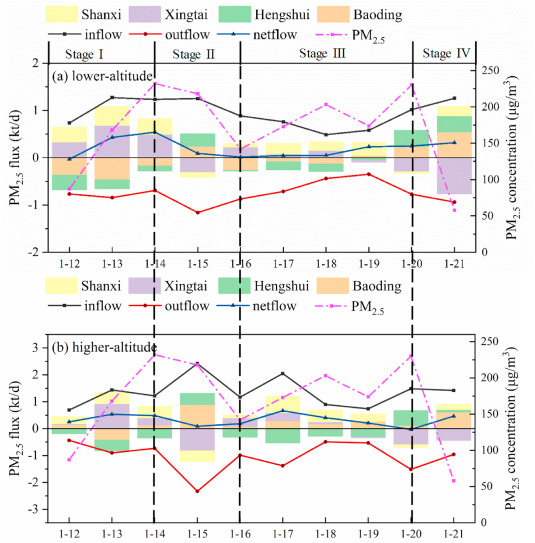 Shanxi Xingtai Hengshui Baoding
inflow outflow netflow PM2.5
Stage I Stage II Stage III Stage IV
(a) lower-altitude
PM2.5 flux (kt/d)
2
1
0
-1
-2
PM2.5 concentration (μg/m3)
250
200
150
100
50
0
1-12 1-13 1-14 1-15 1-16 1-17 1-18 1-19 1-20 1-21
Shanxi Xingtai Hengshui Baoding
inflow outflow netflow PM2.5
(b) higher-altitude
PM2.5 flux (kt/d)
3
2
1
0
-1
-2
-3
PM2.5 concentration (μg/m3)
250
200
150
100
50
0
1-12 1-13 1-14 1-15 1-16 1-17 1-18 1-19 1-20 1-21